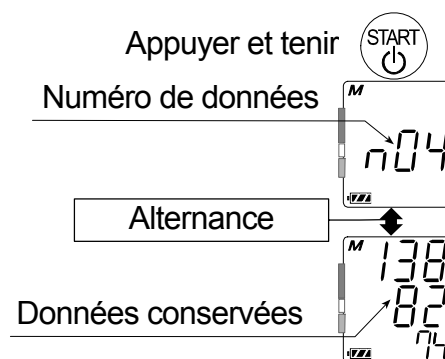 Appuyer et tenir START
Numéro de données
M
n04
Alternance
M
138
82
Données conservées
74